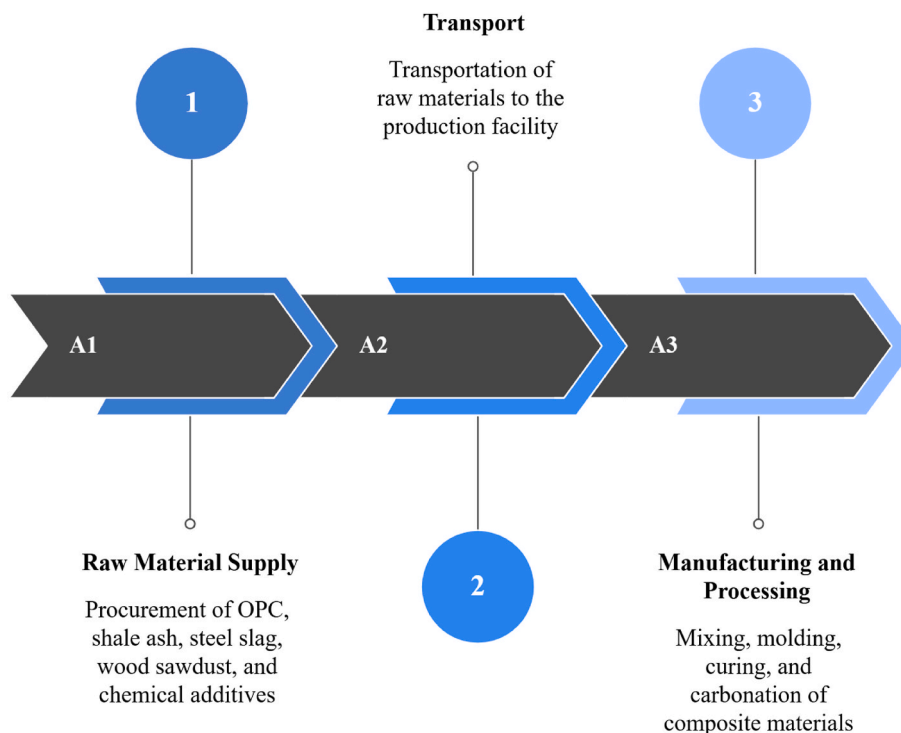 Transport
Transportation of
raw materials to the
production facility
1
3
A1
A2
A3
2
Raw Material Supply
Procurement of OPC,
shale ash, steel slag,
wood sawdust, and
chemical additives
Manufacturing and
Processing
Mixing, molding,
curing, and
carbonation of
composite materials